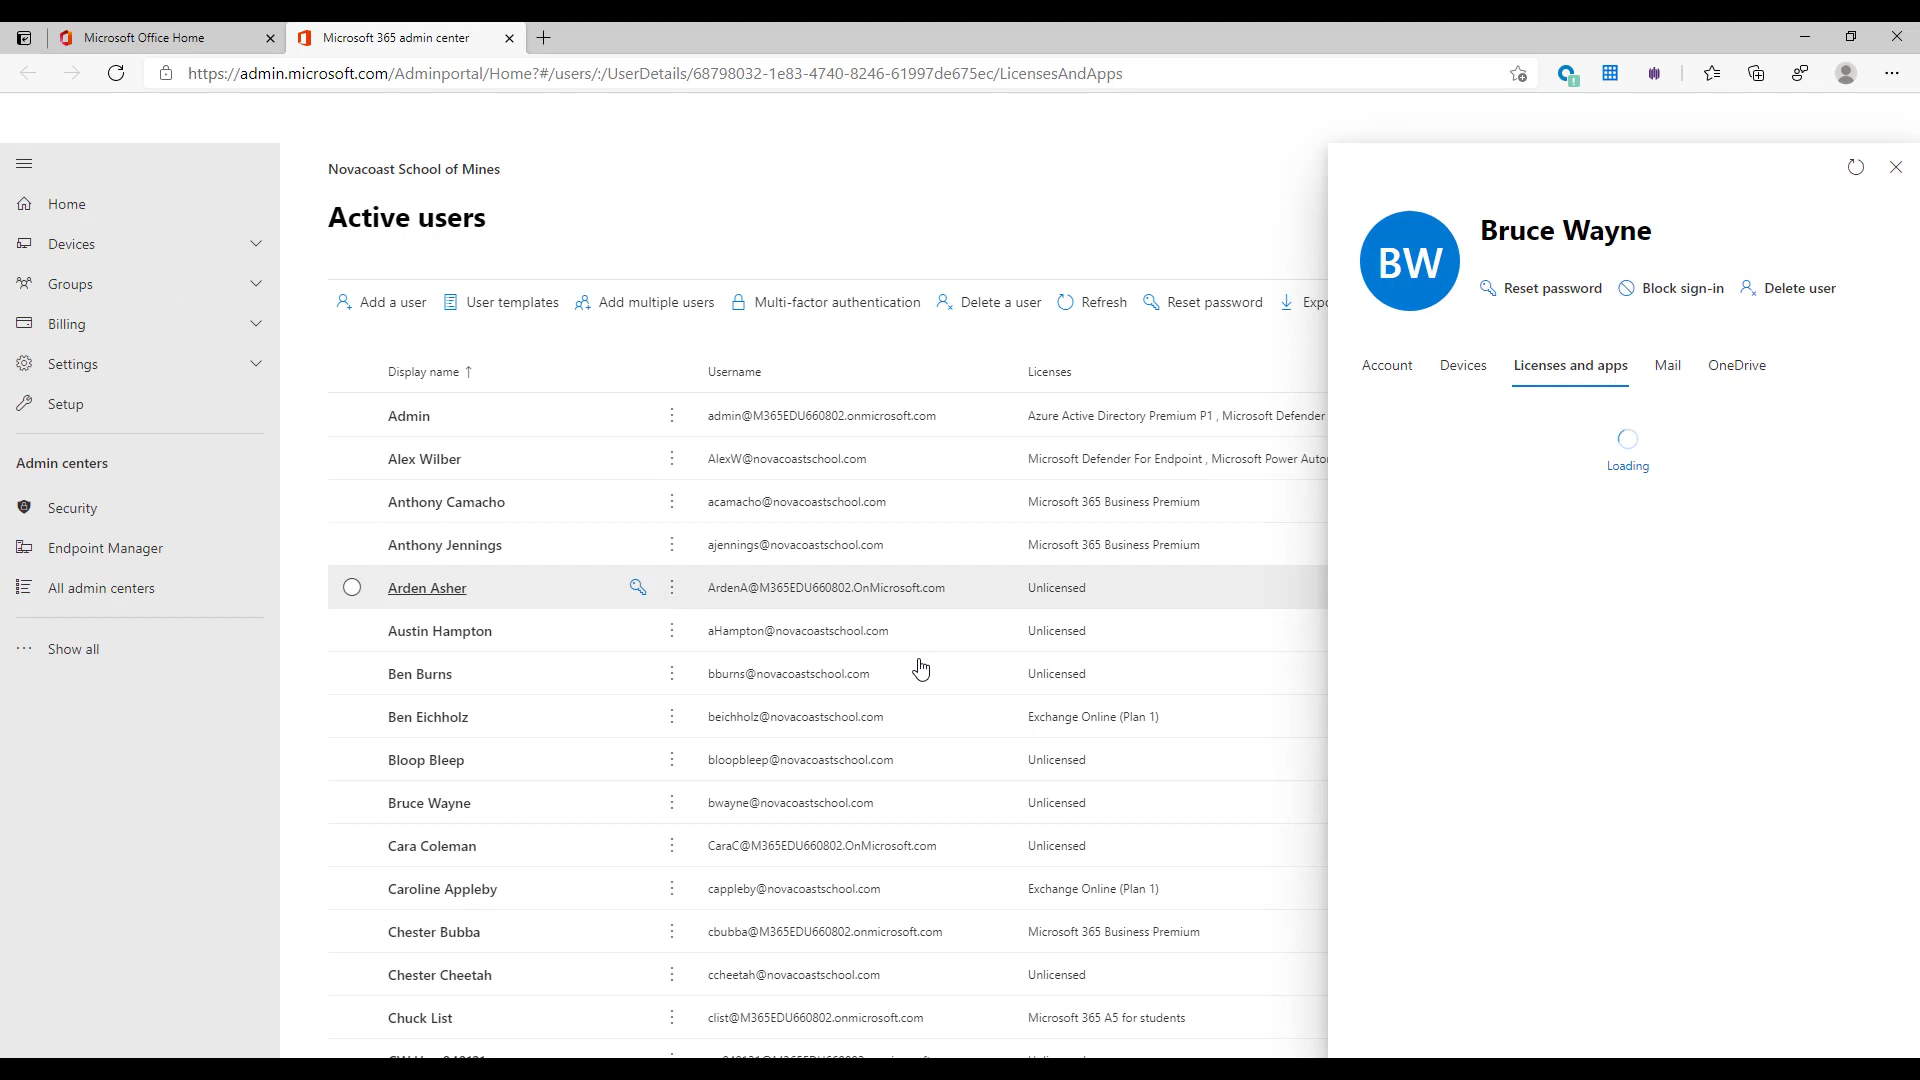 Microsoft Office Home
Microsoft 365 admin center
https://admin.microsoft.com/Adminportal/Home?#/users/:/UserDetails/68798032-1e83-4740-8246-61997de675ec/LicensesAndApps
Home
Devices
Groups
Billing
Settings
Setup
Admin centers
Security
Endpoint Manager
All admin centers
Show all
Novacoast School of Mines
Active users
Add a user User templates Add multiple users Multi-factor authentication Delete a user Refresh Reset password Expo
Display name ↑ Username Licenses
Admin admin@M365EDU660802.onmicrosoft.com Azure Active Directory Premium P1 , Microsoft Defender
Alex Wilber AlexW@novacoastschool.com Microsoft Defender For Endpoint , Microsoft Power Auto
Anthony Camacho acamacho@novacoastschool.com Microsoft 365 Business Premium
Anthony Jennings ajennings@novacoastschool.com Microsoft 365 Business Premium
Arden Asher ArdenA@M365EDU660802.OnMicrosoft.com Unlicensed
Austin Hampton aHampton@novacoastschool.com Unlicensed
Ben Burns bburns@novacoastschool.com Unlicensed
Ben Eichholz beichholz@novacoastschool.com Exchange Online (Plan 1)
Bloop Bleep bloopbleep@novacoastschool.com Unlicensed
Bruce Wayne bwayne@novacoastschool.com Unlicensed
Cara Coleman CaraC@M365EDU660802.OnMicrosoft.com Unlicensed
Caroline Appleby cappleby@novacoastschool.com Exchange Online (Plan 1)
Chester Bubba cbubba@M365EDU660802.onmicrosoft.com Microsoft 365 Business Premium
Chester Cheetah ccheetah@novacoastschool.com Unlicensed
Chuck List clist@M365EDU660802.onmicrosoft.com Microsoft 365 A5 for students
BW
Bruce Wayne
Reset password Block sign-in Delete user
Account Devices Licenses and apps Mail OneDrive
Loading